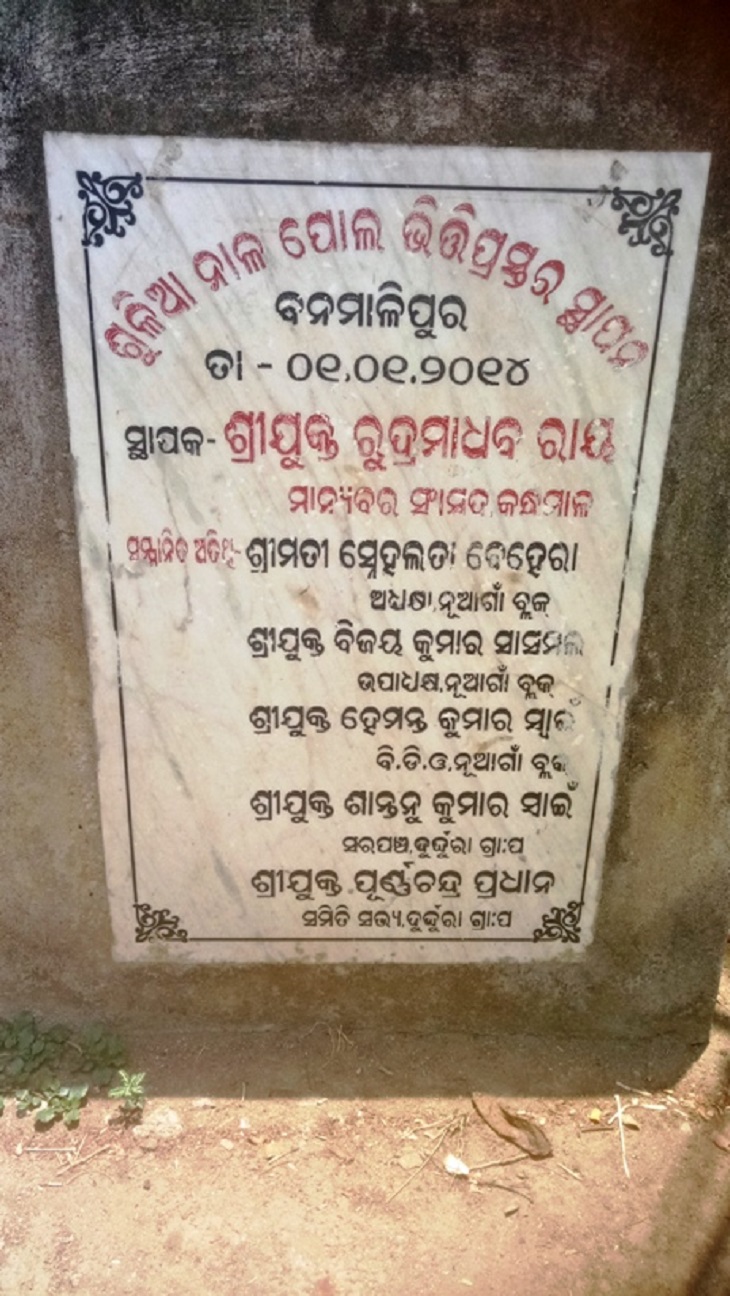 ଶୁଳିଆ ନାଳ ପୋଲ ଭିତ୍ତିପ୍ରସ୍ତର ସ୍ଥାପନ
ବନମାଳିପୁର
ତା - ୦୧.୦୧.୨୦୧୪
ସ୍ଥାପକ- ଶ୍ରୀଯୁକ୍ତ ରୁଦ୍ରମାଧବ ରାୟ
ମାନ୍ୟବର ସାଂସଦ,କନ୍ଧମାଳ
ସମ୍ମାନିତ ଅତିଥି- ଶ୍ରୀମତୀ ସ୍ନେହଲତା ବେହେରା
ଅଧ୍ୟକ୍ଷା,ନୂଆଗାଁ ବ୍ଲକ୍
ଶ୍ରୀଯୁକ୍ତ ବିଜୟ କୁମାର ସାସମଲ
ଉପାଧ୍ୟକ୍ଷ,ନୂଆଗାଁ ବ୍ଲକ୍
ଶ୍ରୀଯୁକ୍ତ ହେମନ୍ତ କୁମାର ସ୍ୱାଇଁ
ବି.ଡି.ଓ,ନୂଆଗାଁ ବ୍ଲକ୍
ଶ୍ରୀଯୁକ୍ତ ଶାନ୍ତନୁ କୁମାର ସାଇଁ
ସରପଞ୍ଚ,ଦୁର୍ଦ୍ଦୁରା ଗ୍ରା:ପ
ଶ୍ରୀଯୁକ୍ତ ପୂର୍ଣ୍ଣଚନ୍ଦ୍ର ପ୍ରଧାନ
ସମିତି ସଭ୍ୟ,ଦୁର୍ଦ୍ଦୁରା ଗ୍ରା:ପ